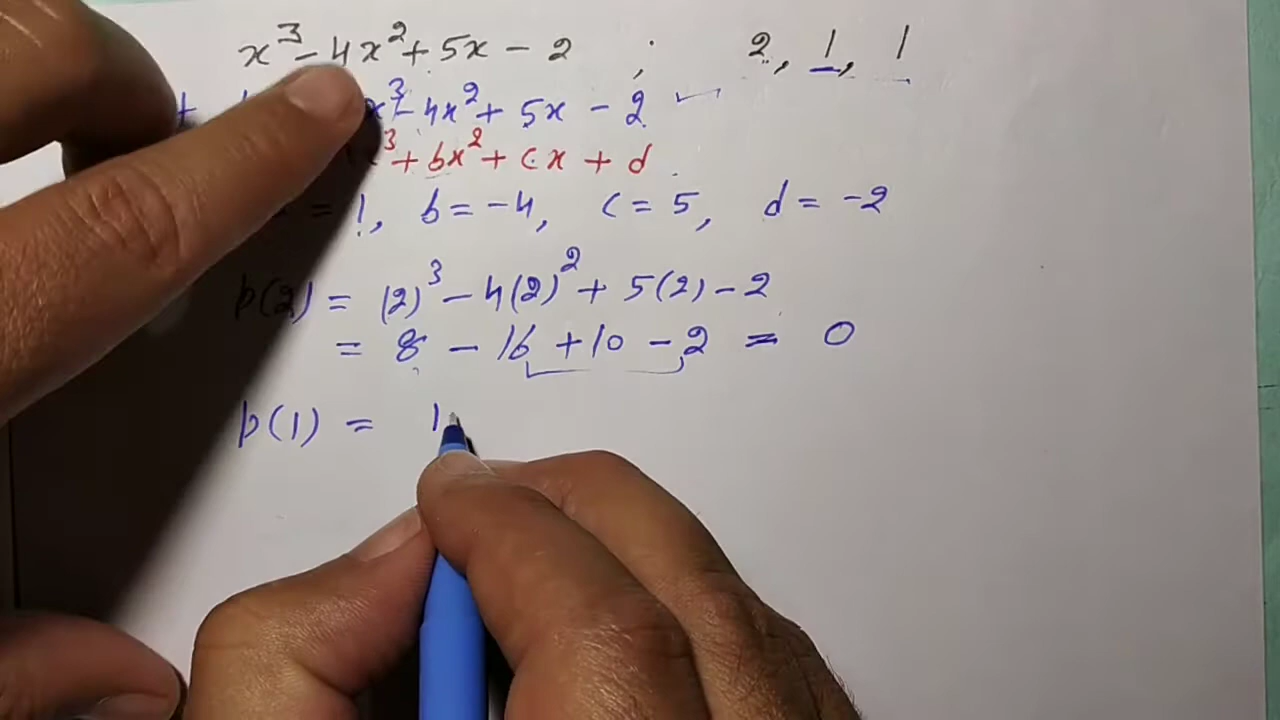 x³ - 4x² + 5x - 2 ; 2, 1, 1
x³ - 4x² + 5x - 2
³ + bx² + cx + d
= 1, b = -4, c = 5, d = -2
p(2) = (2)³ - 4(2)² + 5(2) - 2
= 8 - 16 + 10 - 2 = 0
p(1) = 1